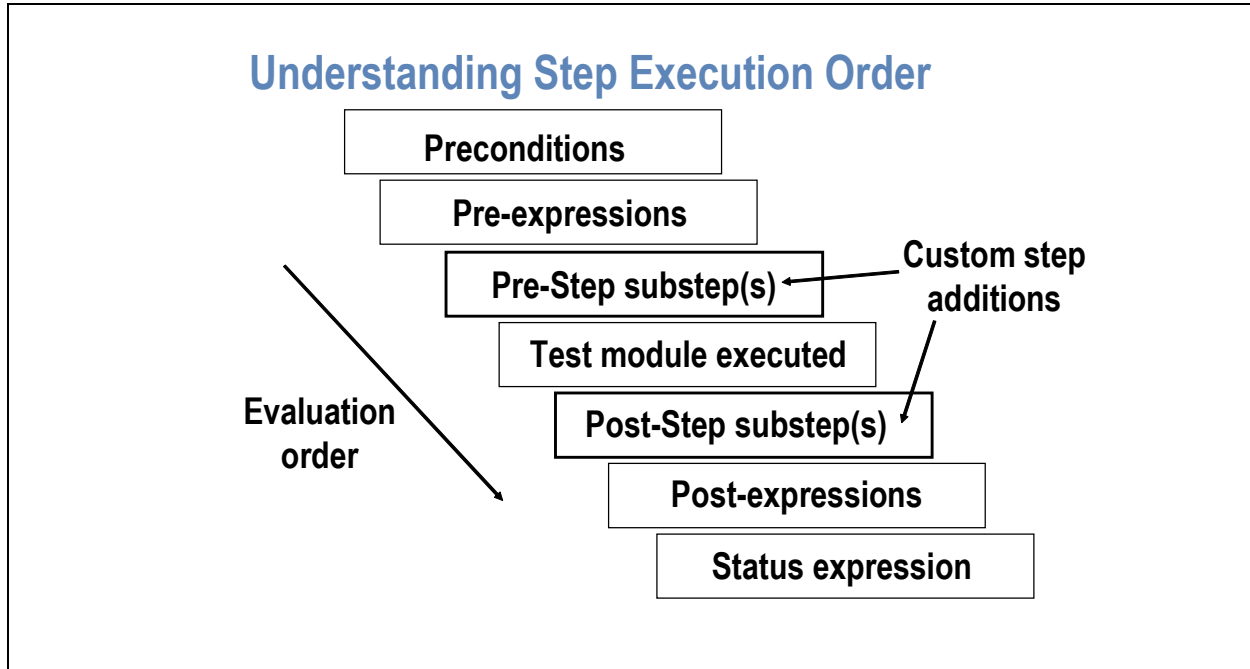 Understanding Step Execution Order
Preconditions
Pre-expressions
Pre-Step substep(s)
Custom step
additions
Test module executed
Evaluation
order
Post-Step substep(s)
Post-expressions
Status expression